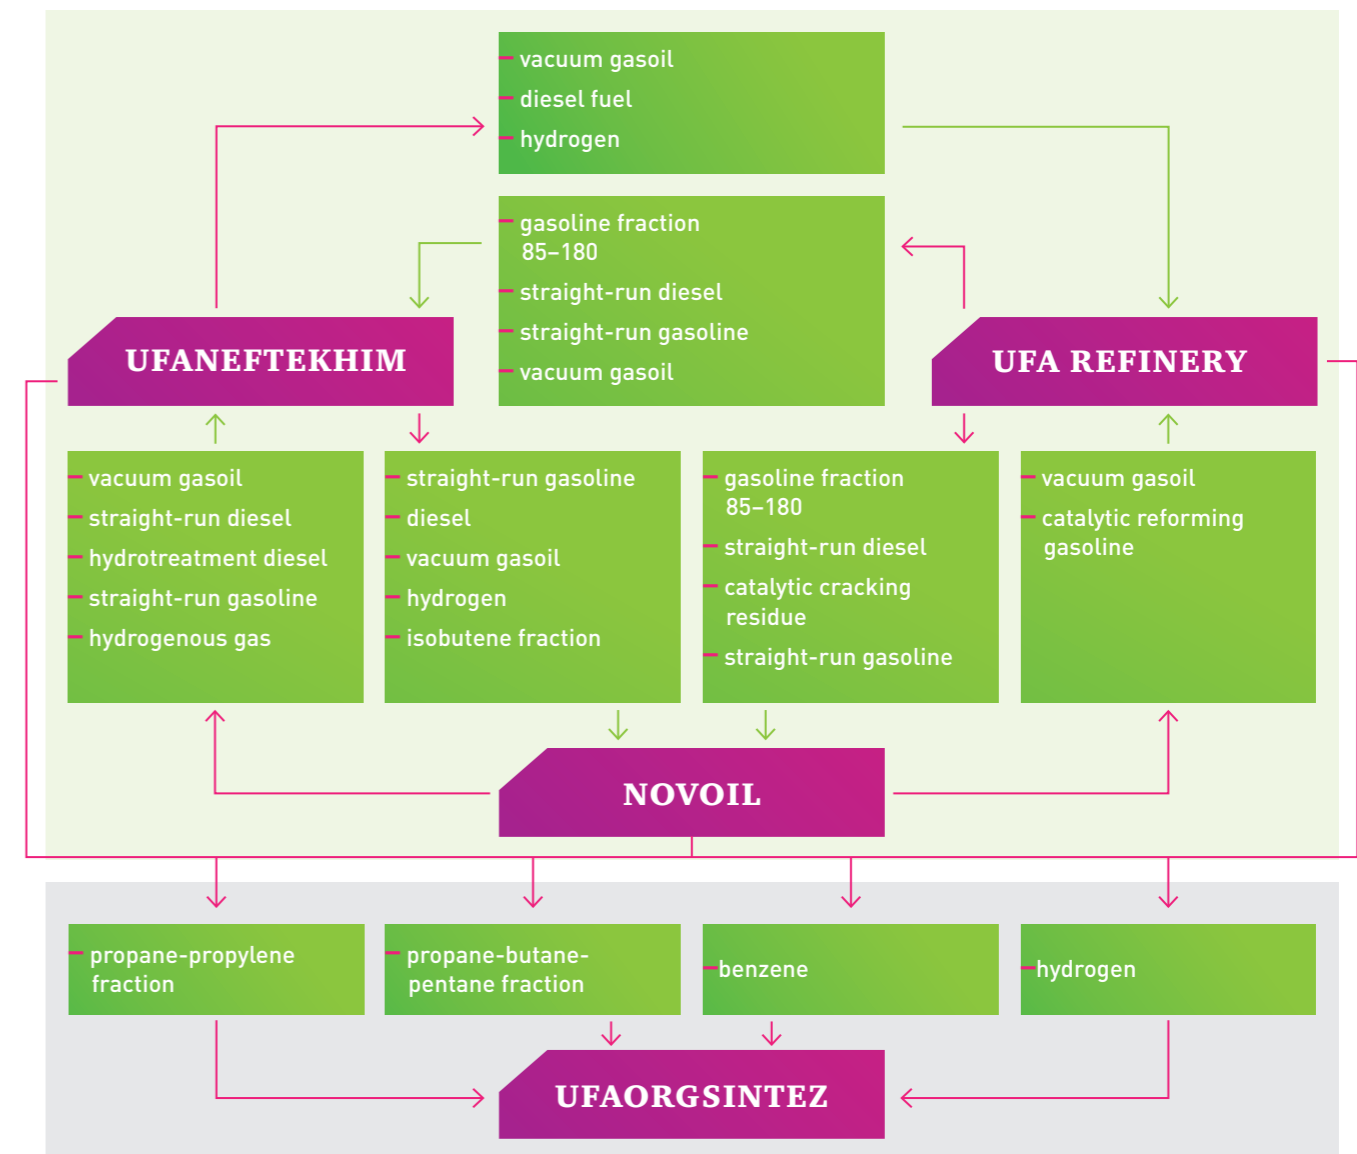 vacuum gasoil
diesel fuel
hydrogen
gasoline fraction
85–180
straight-run diesel
straight-run gasoline
vacuum gasoil
UFANEFTEKHIM
UFA REFINERY
vacuum gasoil
straight-run diesel
hydrotreatment diesel
straight-run gasoline
hydrogenous gas
straight-run gasoline
diesel
vacuum gasoil
hydrogen
isobutene fraction
gasoline fraction
85–180
straight-run diesel
catalytic cracking
residue
straight-run gasoline
vacuum gasoil
catalytic reforming
gasoline
NOVOIL
propane-propylene
fraction
propane-butane-
pentane fraction
benzene
hydrogen
UFAORGSINTEZ